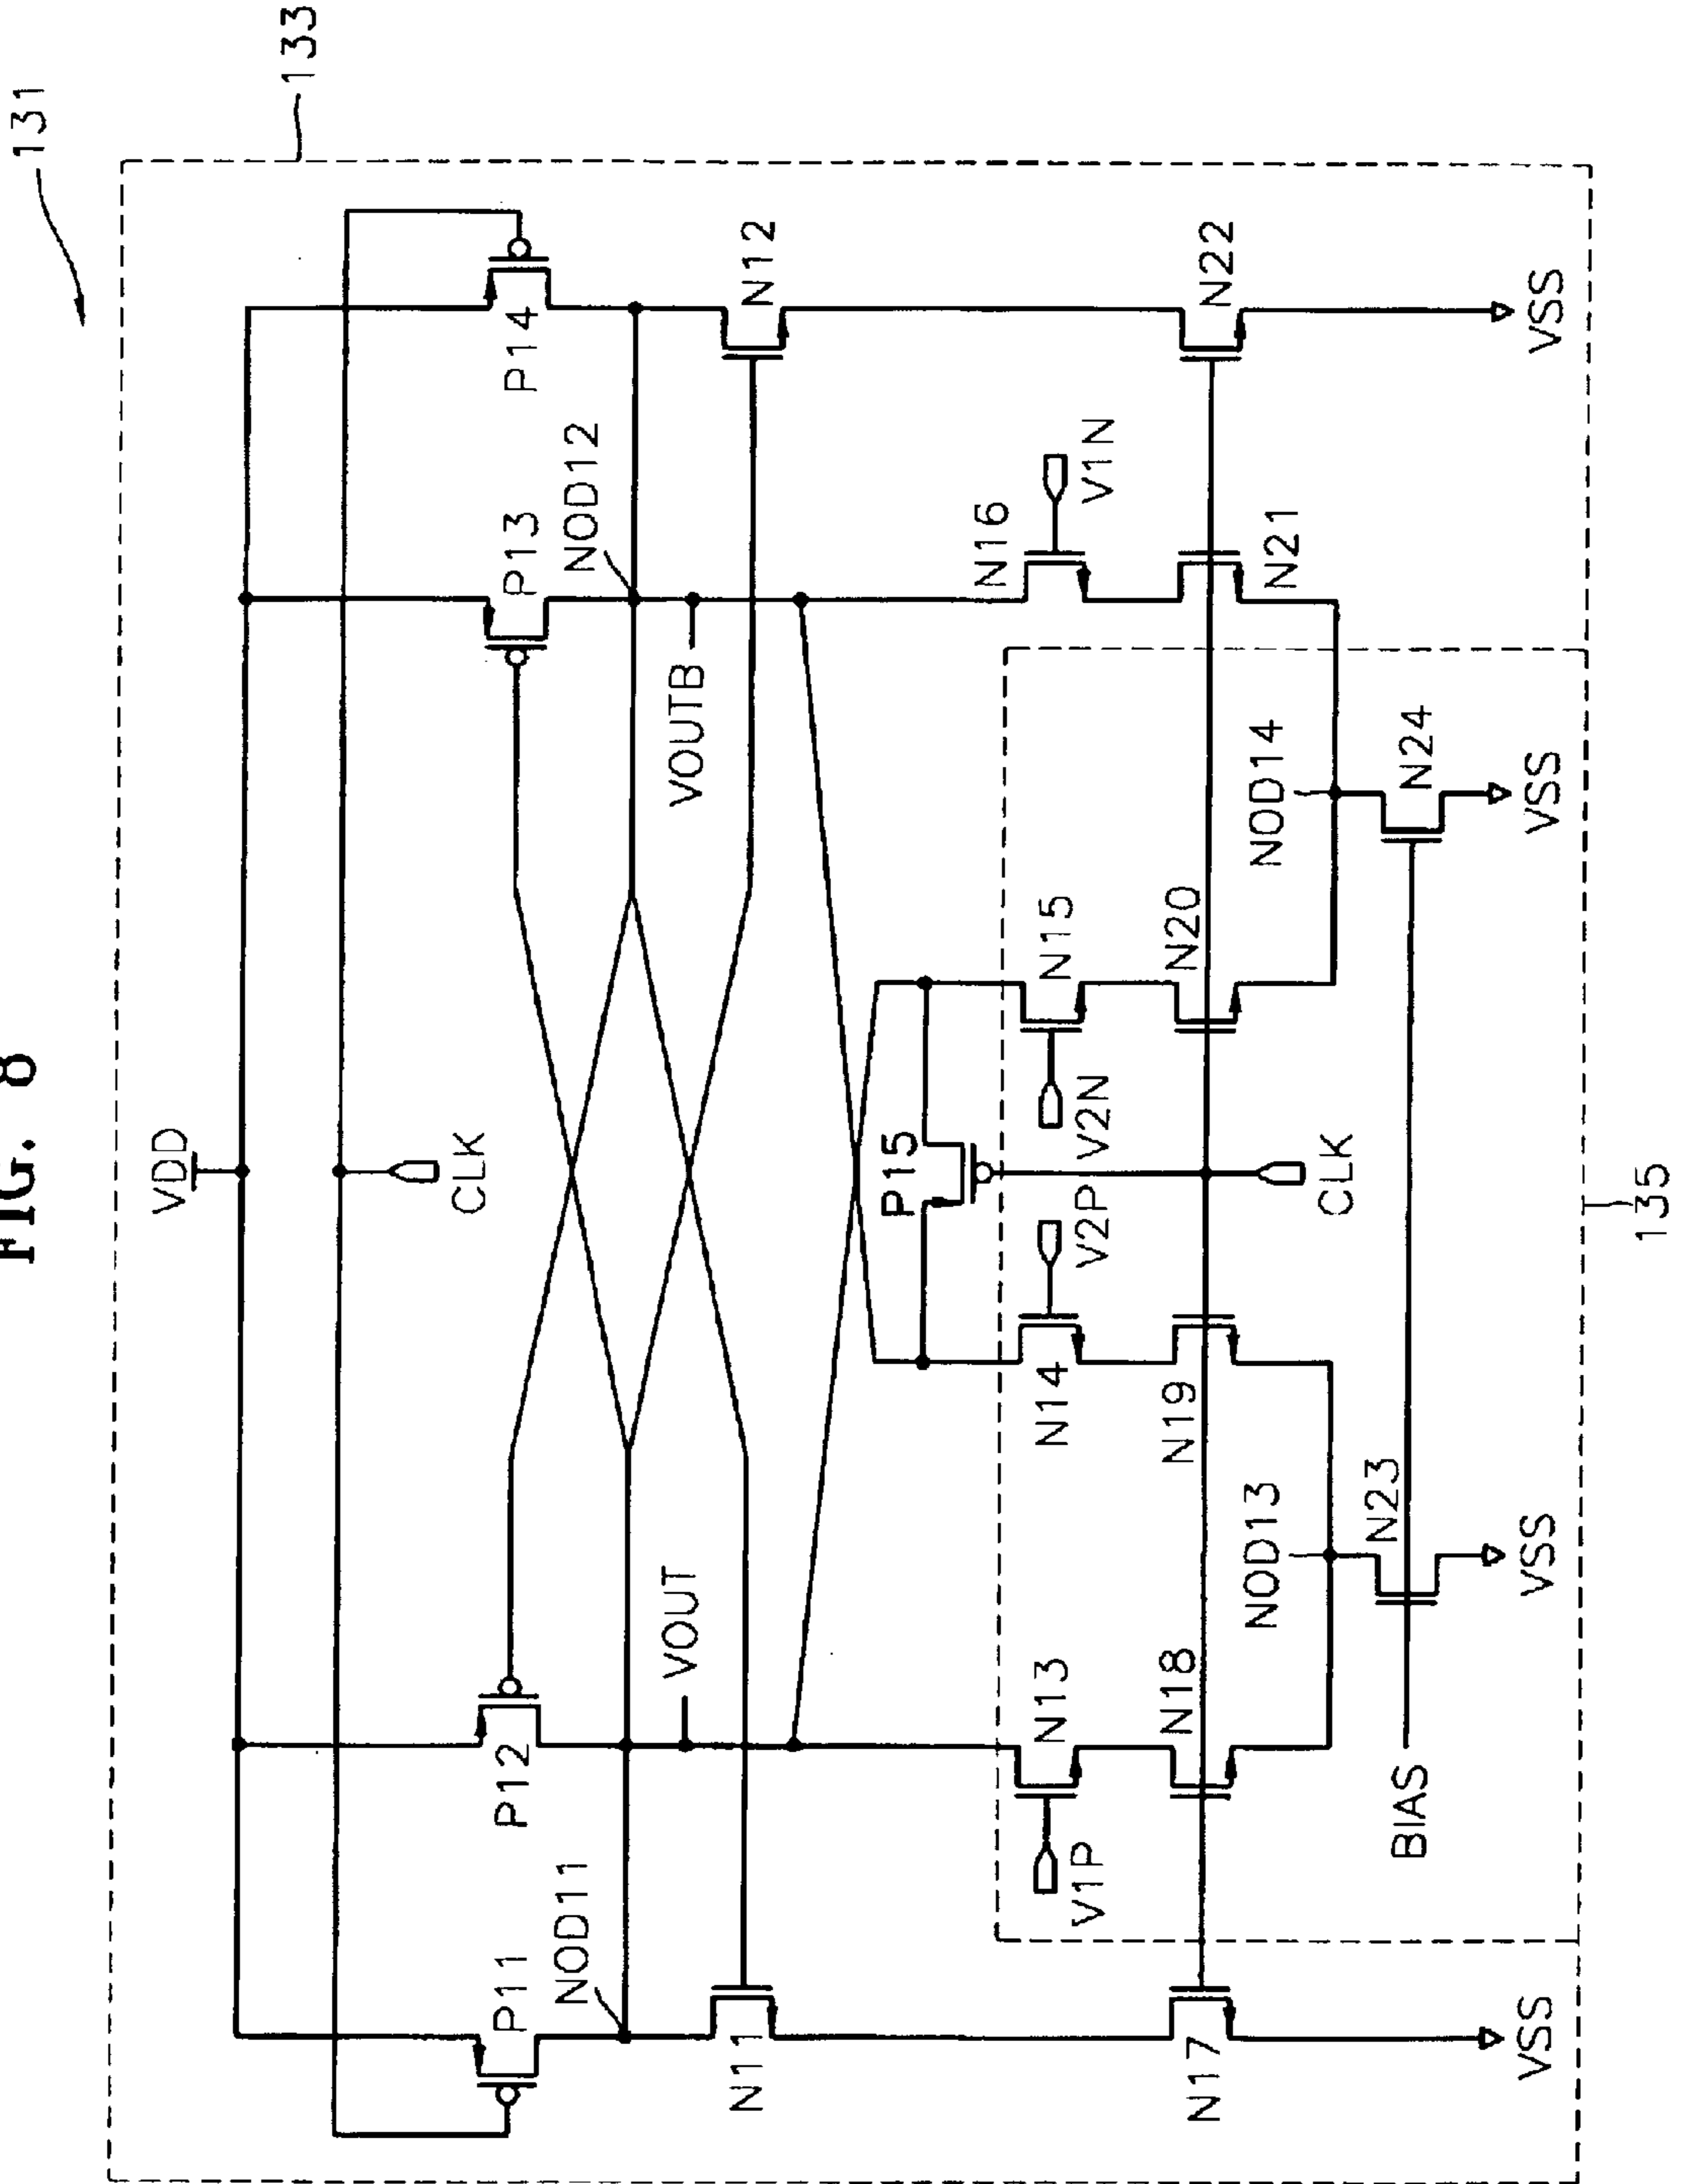 FIG. 8
131
133
VDD
CLK
P11
P12
P13
P14
NOD11
NOD12
VOUT
VOUTB
N11
N12
P15
N13
N14
N15
N16
V1P
V2P
V2N
V1N
N17
N18
N19
N20
N21
N22
CLK
NOD13
NOD14
BIAS
N23
N24
VSS
VSS
VSS
VSS
135